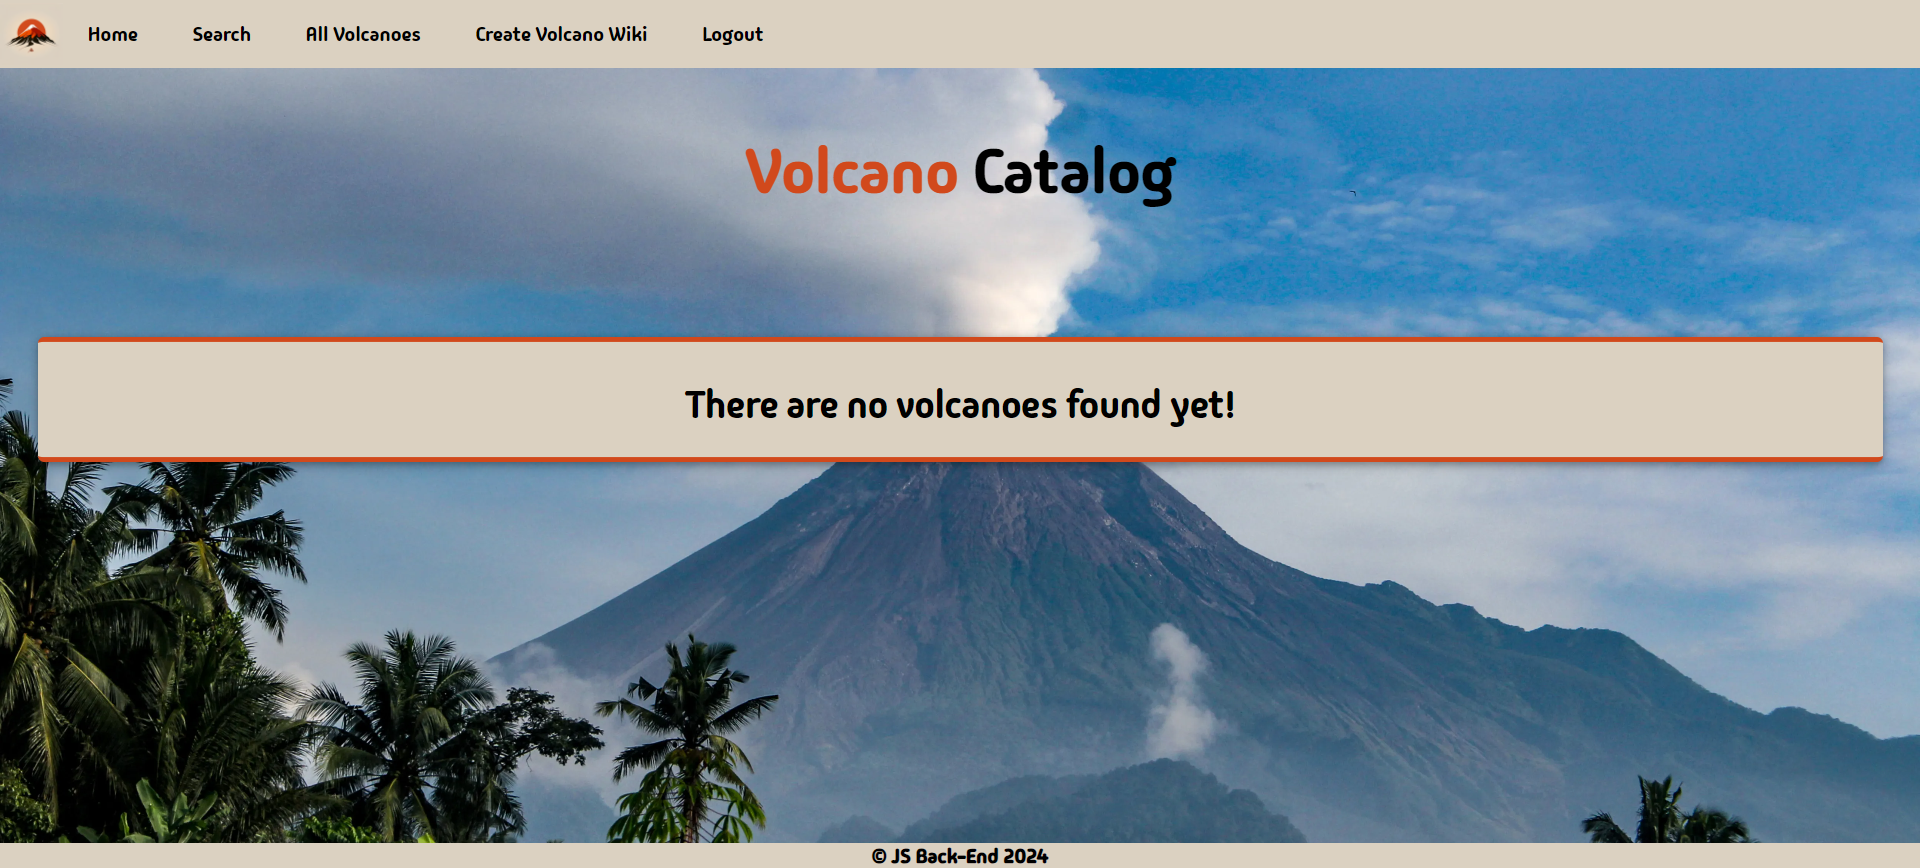 Home Search All Volcanoes Create Volcano Wiki Logout
Volcano Catalog
There are no volcanoes found yet!
© JS Back-End 2024